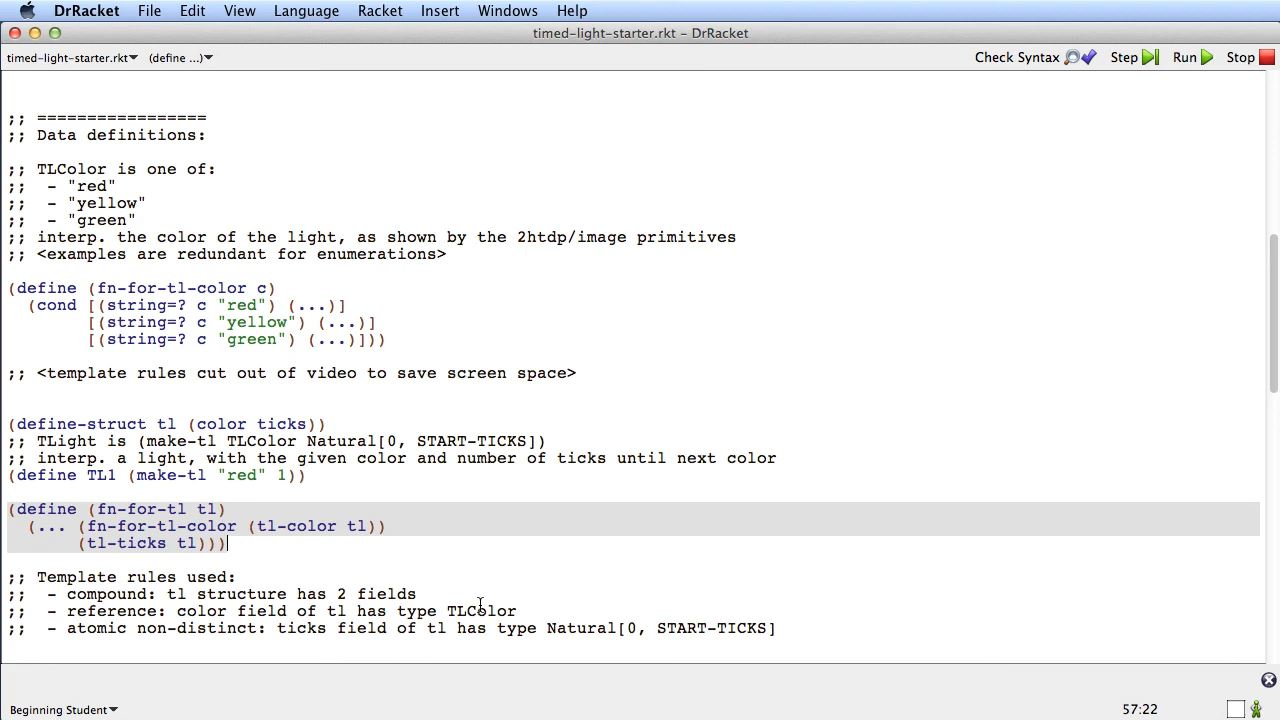 DrRacket File Edit View Language Racket Insert Windows Help
timed-light-starter.rkt - DrRacket
timed-light-starter.rkt▾ (define ...)▾ Check Syntax Step Run Stop
;; =================
;; Data definitions:
;; TLColor is one of:
;;  - "red"
;;  - "yellow"
;;  - "green"
;; interp. the color of the light, as shown by the 2htdp/image primitives
;; <examples are redundant for enumerations>
(define (fn-for-tl-color c)
  (cond [(string=? c "red") (...)]
        [(string=? c "yellow") (...)]
        [(string=? c "green") (...)]))
;; <template rules cut out of video to save screen space>
(define-struct tl (color ticks))
;; TLight is (make-tl TLColor Natural[0, START-TICKS])
;; interp. a light, with the given color and number of ticks until next color
(define TL1 (make-tl "red" 1))
(define (fn-for-tl tl)
  (... (fn-for-tl-color (tl-color tl))
       (tl-ticks tl)))
;; Template rules used:
;;  - compound: tl structure has 2 fields
;;  - reference: color field of tl has type TLColor
;;  - atomic non-distinct: ticks field of tl has type Natural[0, START-TICKS]
Beginning Student▾ 57:22